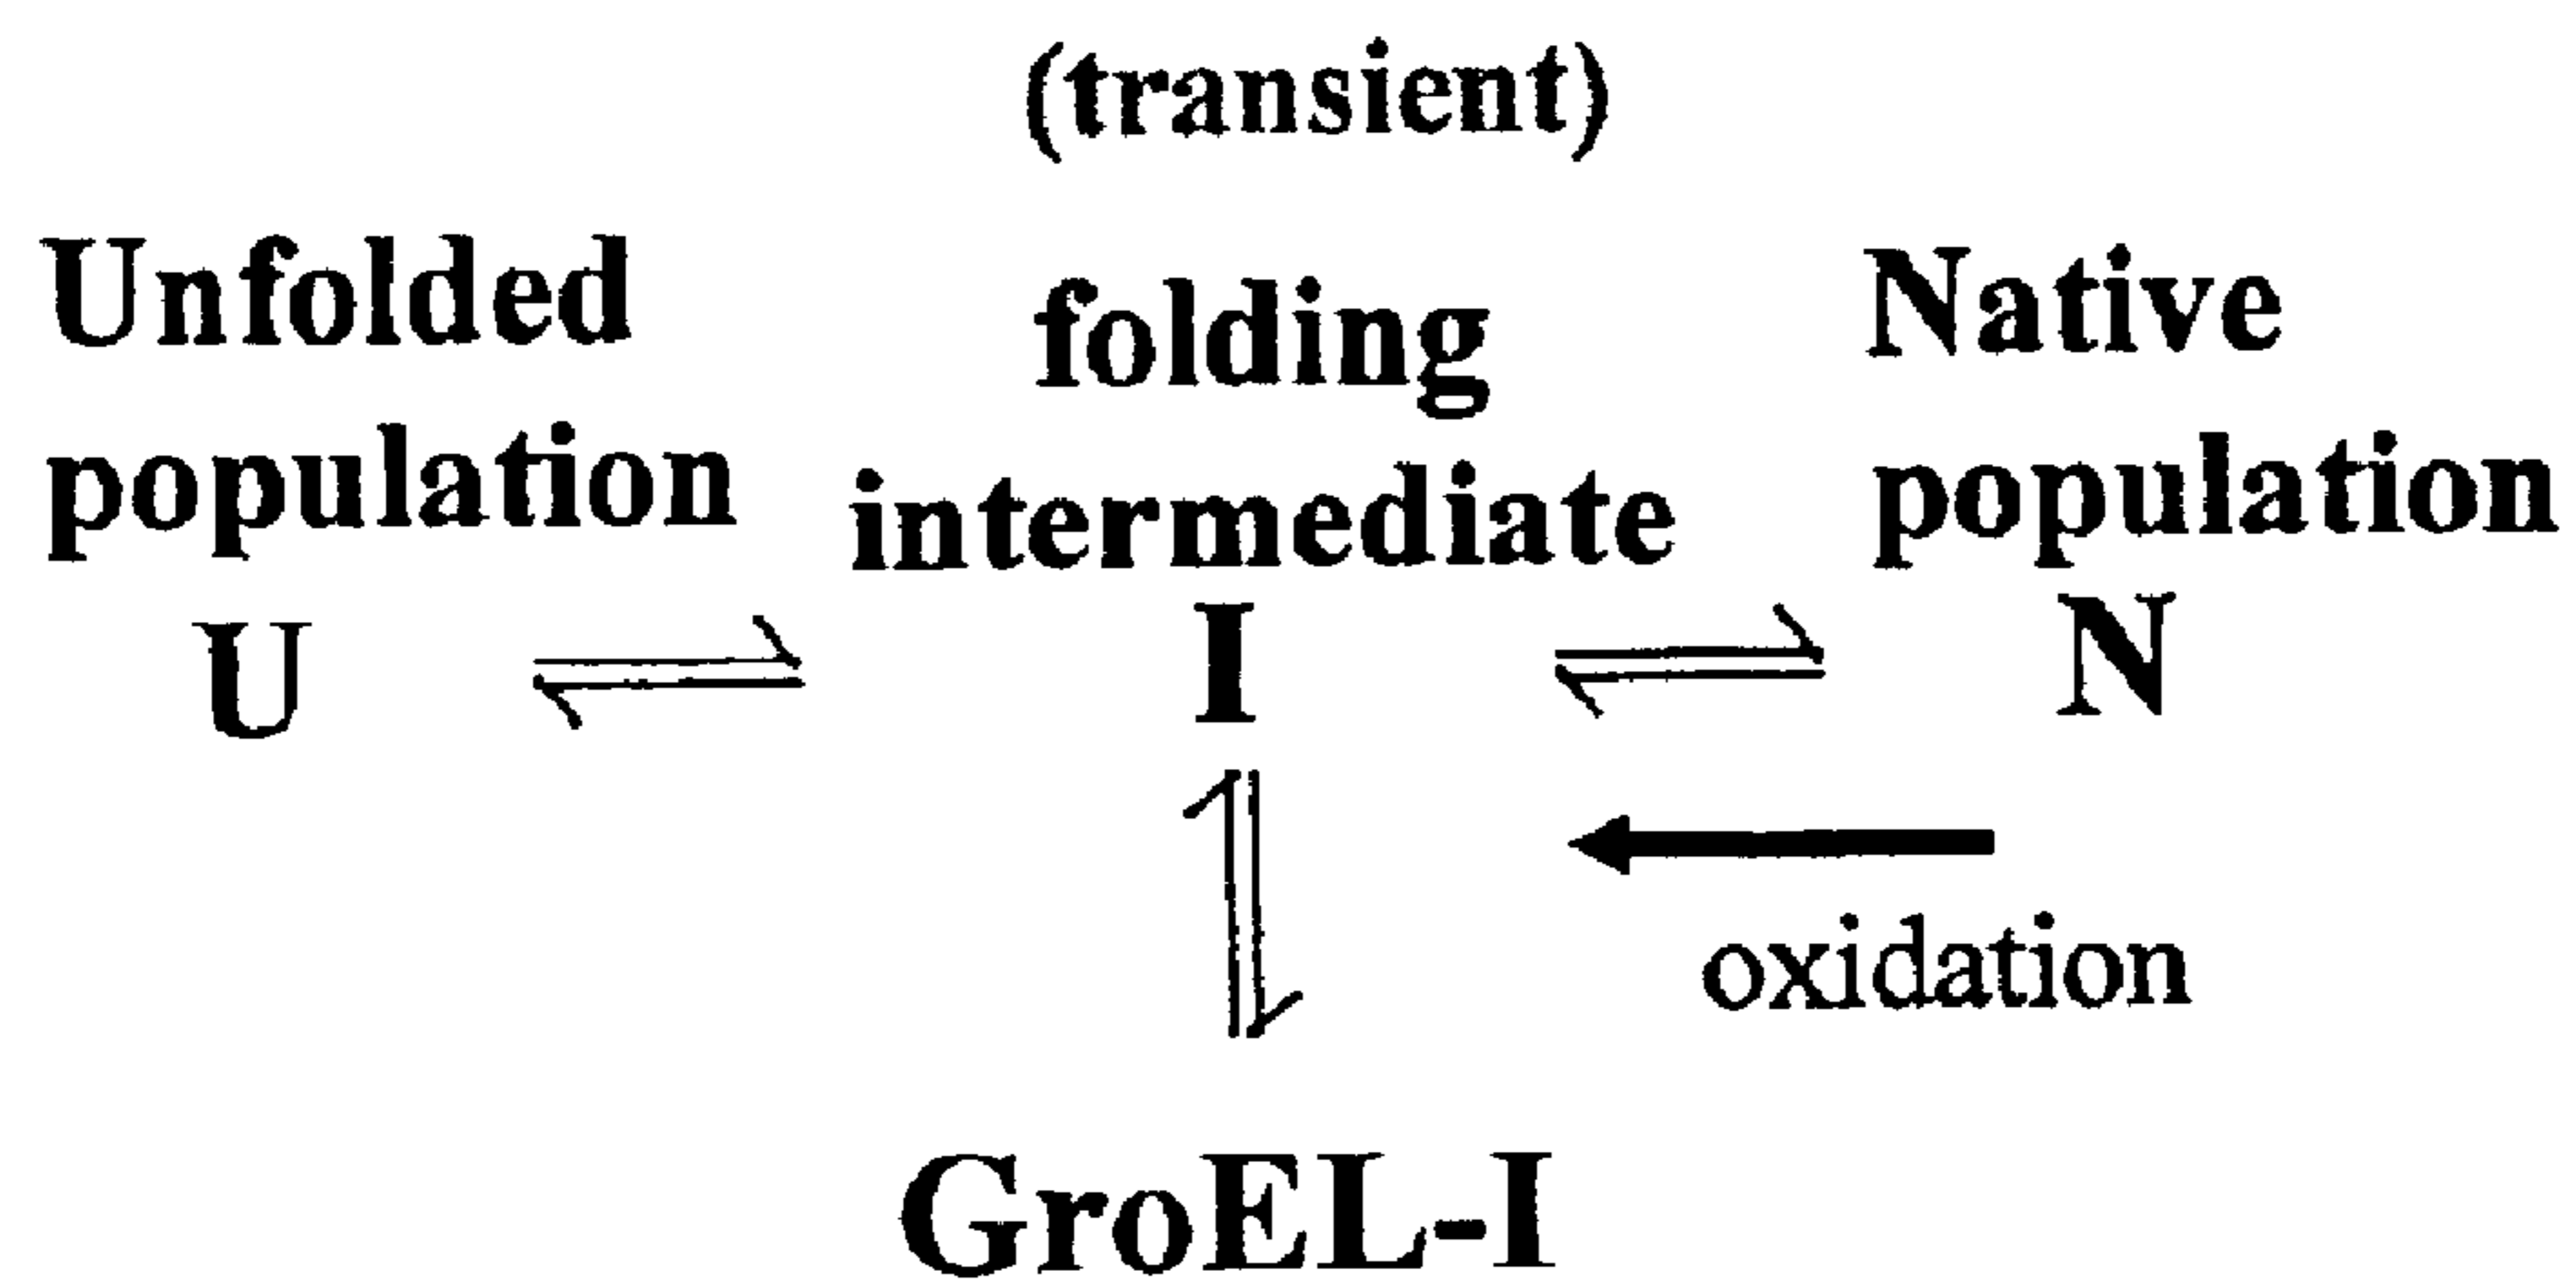 (transient)
Unfolded
population
U
folding
intermediate
I
Native
population
N
oxidation
GroEL-I